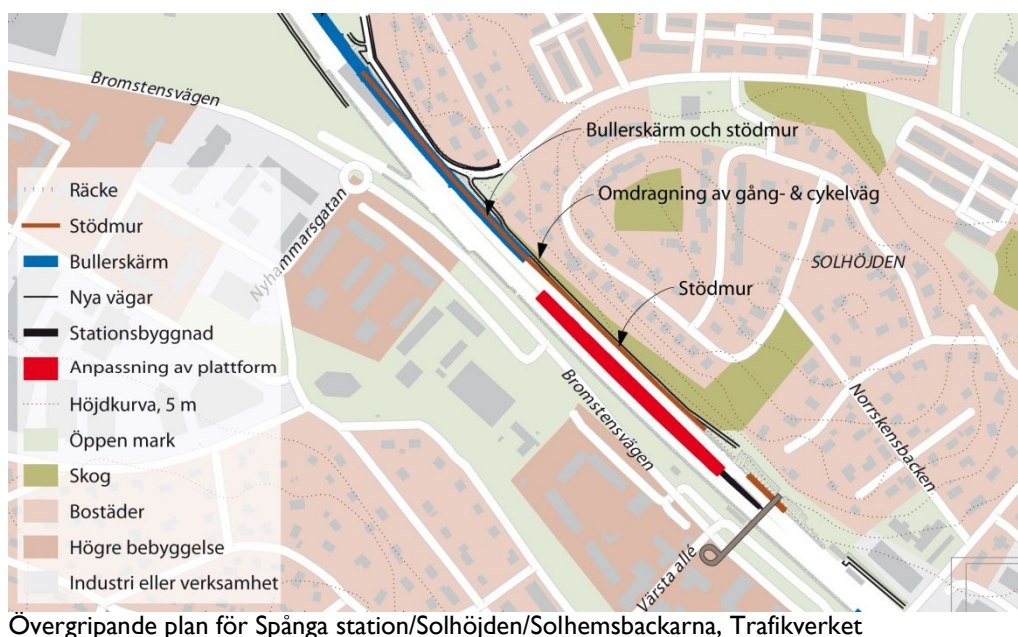 Bromstensvägen
Bullerskärm och stödmur
Omdragning av gång- & cykelväg
Räcke
Stödmur
Bullerskärm
Nya vägar
Stationsbyggnad
Anpassning av plattform
Höjdkurva, 5 m
Öppen mark
Skog
Bostäder
Högre bebyggelse
Industri eller verksamhet
Nyhammarsgatan
SOLHÖJDEN
Stödmur
Bromstensvägen
Norrskensbacken
Värsta allé
Övergripande plan för Spånga station/Solhöjden/Solhemsbackarna, Trafikverket